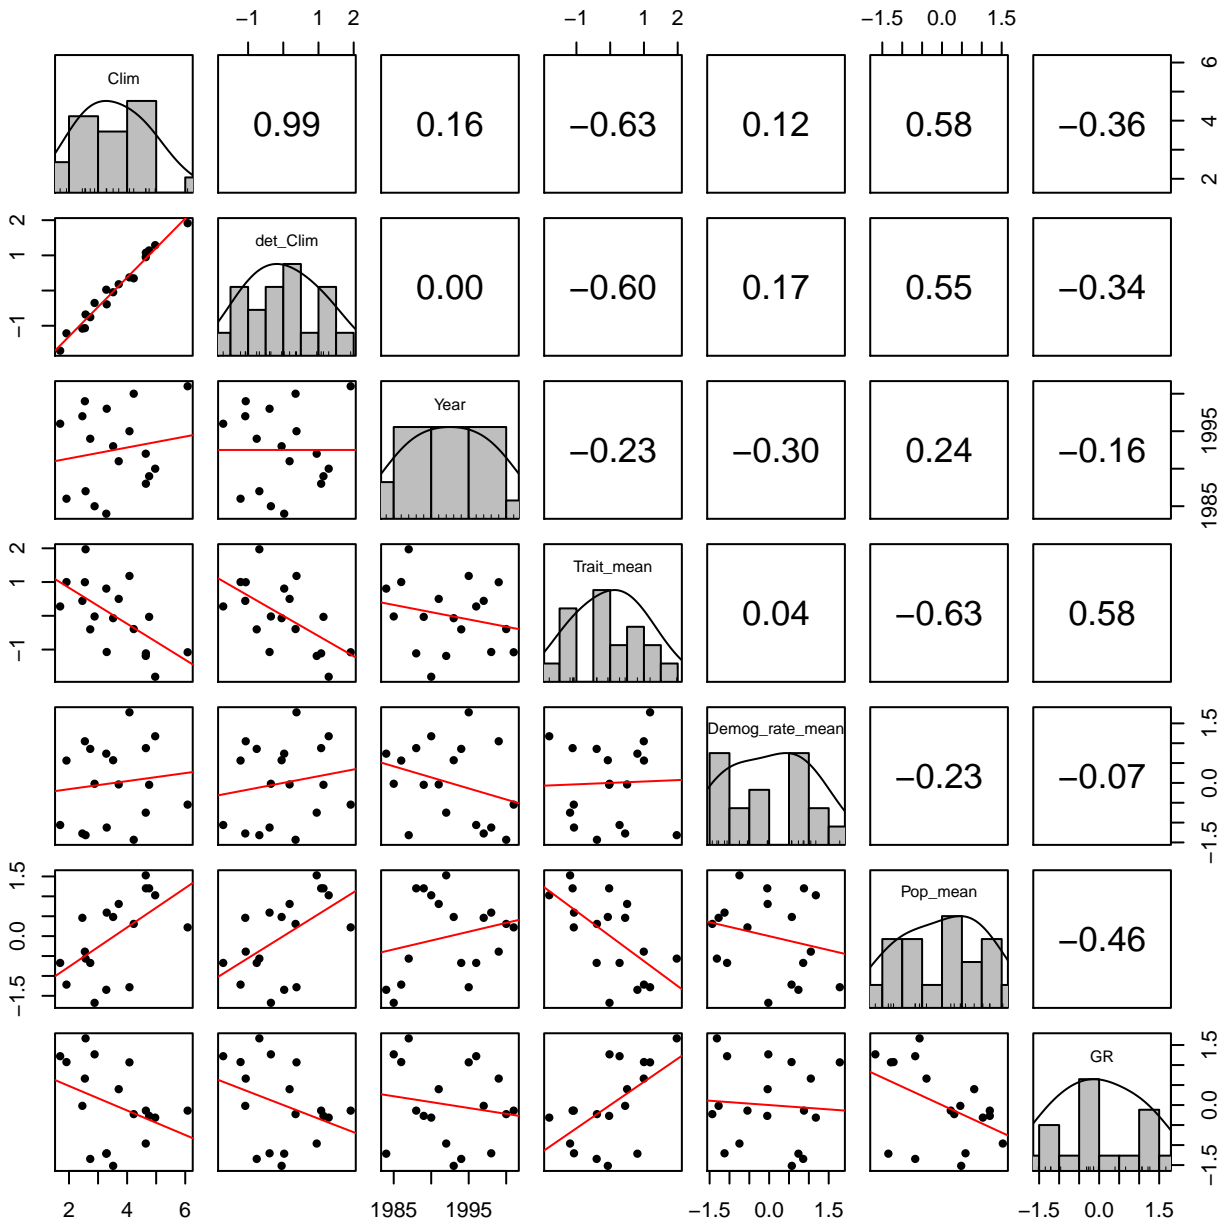 −1 1 2 −1 1 2 −1.5 0.0 1.5
Clim 0.99 0.16 −0.63 0.12 0.58 −0.36
6
4
2
2
1
−1
det_Clim 0.00 −0.60 0.17 0.55 −0.34
Year −0.23 −0.30 0.24 −0.16
1995
1985
2
1
−1
Trait_mean 0.04 −0.63 0.58
Demog_rate_mean −0.23 −0.07
1.5
0.0
−1.5
1.5
0.0
−1.5
Pop_mean −0.46
GR
1.5
0.0
−1.5
2 4 6 1985 1995 −1.5 0.0 1.5
−1.5 0.0 1.5